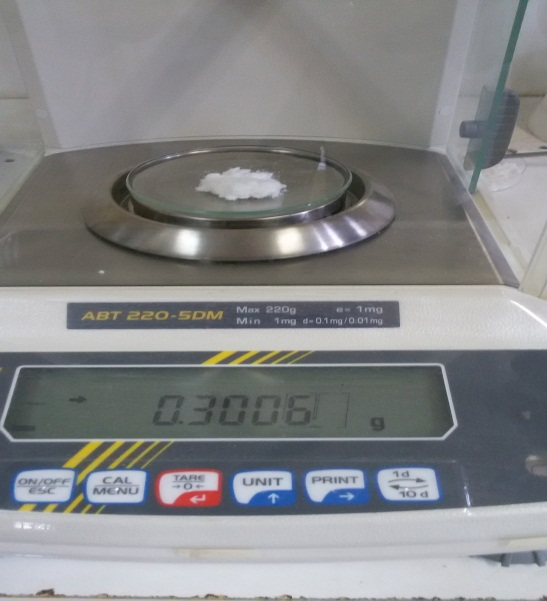 ABT 220-5DM Max 220g e= 1mg
Min 1mg d=0.1mg/0.01mg
0.3006 g
ON/OFF ESC CAL MENU TARE →0← UNIT PRINT 1d 10d